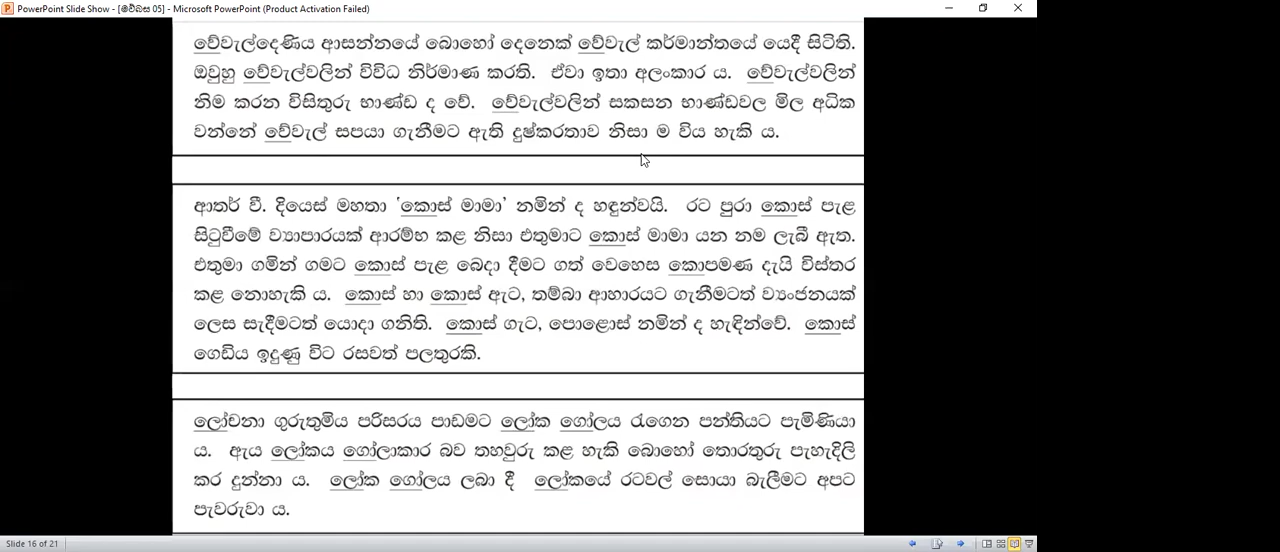 PowerPoint Slide Show - [මව්බස 05] - Microsoft PowerPoint (Product Activation Failed)
වේවැල්දෙණිය ආසන්නයේ බොහෝ දෙනෙක් වේවැල් කර්මාන්තයේ යෙදී සිටිති.
ඔවුහු වේවැල්වලින් විවිධ නිර්මාණ කරති. ඒවා ඉතා අලංකාර ය. වේවැල්වලින්
නිම කරන විසිතුරු භාණ්ඩ ද වේ. වේවැල්වලින් සකසන භාණ්ඩවල මිල අධික
වන්නේ වේවැල් සපයා ගැනීමට ඇති දුෂ්කරතාව නිසා ම විය හැකි ය.
ආතර් වී. දියෙස් මහතා 'කොස් මාමා' නමින් ද හඳුන්වයි. රට පුරා කොස් පැළ
සිටුවීමේ ව්‍යාපාරයක් ආරම්භ කළ නිසා එතුමාට කොස් මාමා යන නම ලැබී ඇත.
එතුමා ගමින් ගමට කොස් පැළ බෙදා දීමට ගත් වෙහෙස කොපමණ දැයි විස්තර
කළ නොහැකි ය. කොස් හා කොස් ඇට, තම්බා ආහාරයට ගැනීමටත් ව්‍යංජනයක්
ලෙස සැදීමටත් යොදා ගනිති. කොස් ගැට, පොළොස් නමින් ද හැඳින්වේ. කොස්
ගෙඩිය ඉදුණු විට රසවත් පලතුරකි.
ලෝචනා ගුරුතුමිය පරිසරය පාඩමට ලෝක ගෝලය රැගෙන පන්තියට පැමිණියා
ය. ඇය ලෝකය ගෝලාකාර බව තහවුරු කළ හැකි බොහෝ තොරතුරු පැහැදිලි
කර දුන්නා ය. ලෝක ගෝලය ලබා දී ලෝකයේ රටවල් සොයා බැලීමට අපට
පැවරුවා ය.
Slide 16 of 21